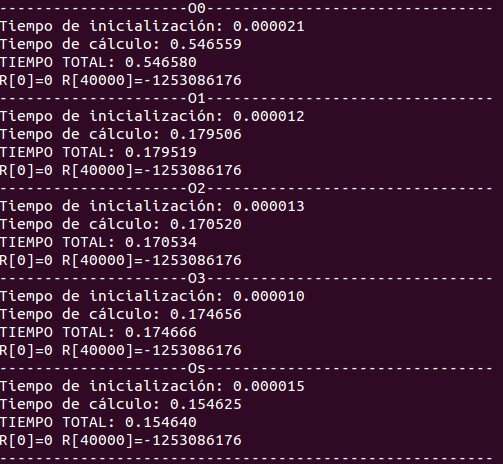 ---------------------O0--------------------------------
Tiempo de inicialización: 0.000021
Tiempo de cálculo: 0.546559
TIEMPO TOTAL: 0.546580
R[0]=0 R[40000]=-1253086176
---------------------O1--------------------------------
Tiempo de inicialización: 0.000012
Tiempo de cálculo: 0.179506
TIEMPO TOTAL: 0.179519
R[0]=0 R[40000]=-1253086176
---------------------O2--------------------------------
Tiempo de inicialización: 0.000013
Tiempo de cálculo: 0.170520
TIEMPO TOTAL: 0.170534
R[0]=0 R[40000]=-1253086176
---------------------O3--------------------------------
Tiempo de inicialización: 0.000010
Tiempo de cálculo: 0.174656
TIEMPO TOTAL: 0.174666
R[0]=0 R[40000]=-1253086176
---------------------Os--------------------------------
Tiempo de inicialización: 0.000015
Tiempo de cálculo: 0.154625
TIEMPO TOTAL: 0.154640
R[0]=0 R[40000]=-1253086176
-------------------------------------------------------